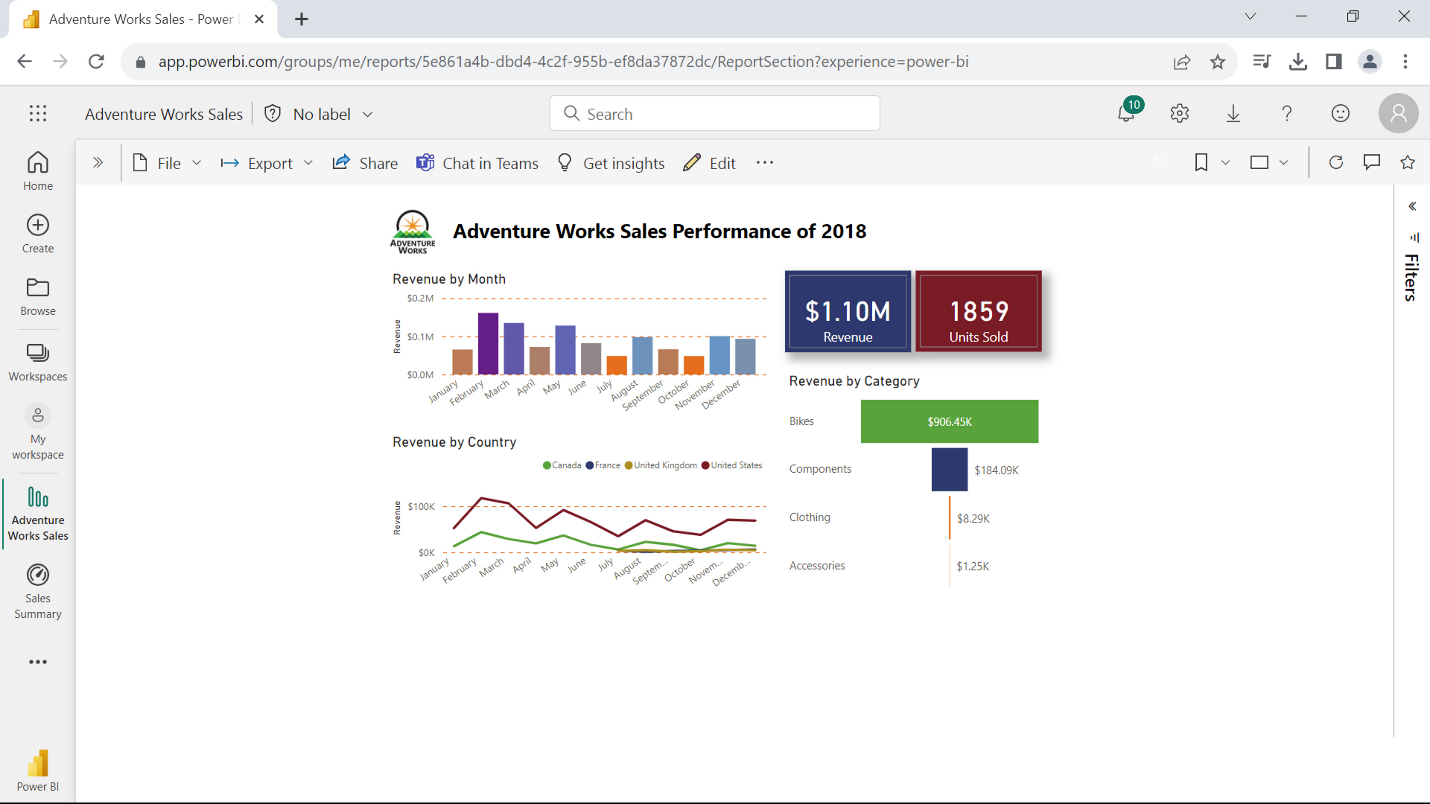 Adventure Works Sales - Power
app.powerbi.com/groups/me/reports/5e861a4b-dbd4-4c2f-955b-ef8da37872dc/ReportSection?experience=power-bi
Adventure Works Sales
No label
Search
10
File
Export
Share
Chat in Teams
Get insights
Edit
Home
Create
Browse
Workspaces
My
workspace
Adventure
Works Sales
Sales
Summary
Power BI
Filters
ADVENTURE
WORKS
Adventure Works Sales Performance of 2018
Revenue by Month
Revenue
$0.2M
$0.1M
$0.0M
January
February
March
April
May
June
July
August
September
October
November
December
$1.10M
Revenue
1859
Units Sold
Revenue by Country
Canada France United Kingdom United States
Revenue
$100K
$0K
January
February
March
April
May
June
July
August
Septem...
October
Novem...
Decemb...
Revenue by Category
Bikes $906.45K
Components $184.09K
Clothing $8.29K
Accessories $1.25K